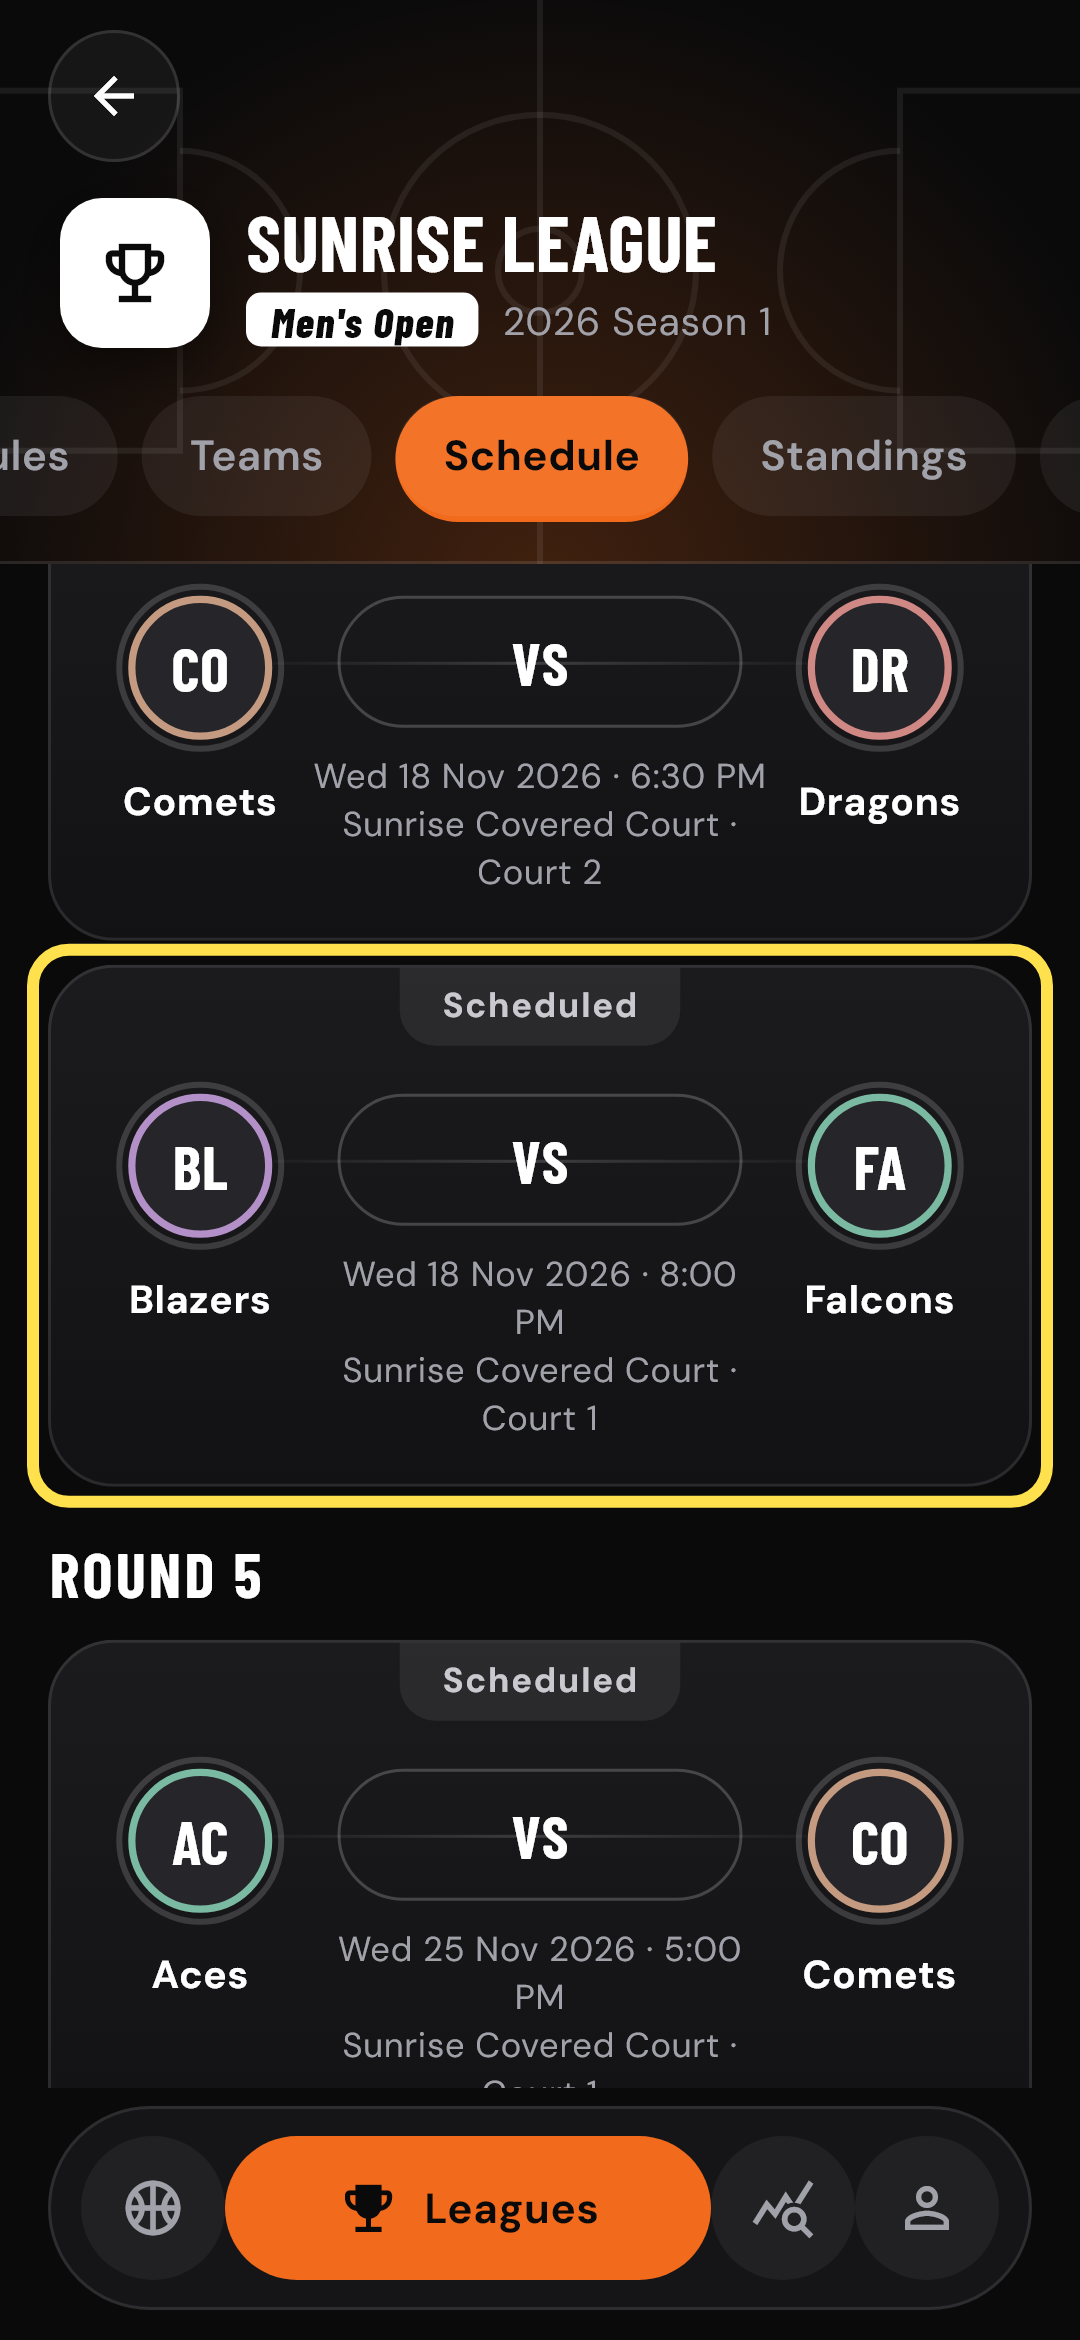 SUNRISE LEAGUE
Men's Open 2026 Season 1
ules Teams Schedule Standings
CO VS DR
Comets Dragons
Wed 18 Nov 2026 · 6:30 PM
Sunrise Covered Court ·
Court 2
Scheduled
BL VS FA
Blazers Falcons
Wed 18 Nov 2026 · 8:00
PM
Sunrise Covered Court ·
Court 1
ROUND 5
Scheduled
AC VS CO
Aces Comets
Wed 25 Nov 2026 · 5:00
PM
Sunrise Covered Court ·
Court 1
Leagues